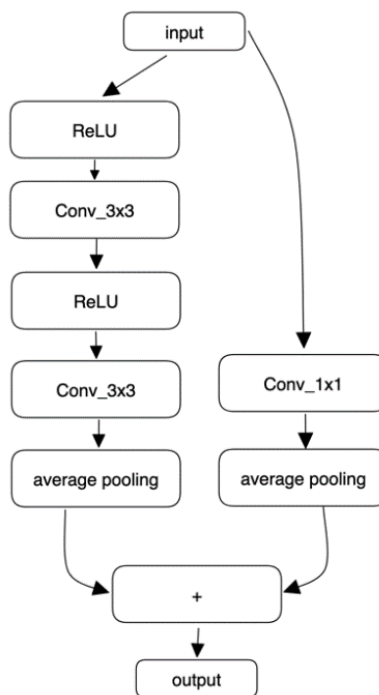 input
ReLU
Conv_3x3
ReLU
Conv_3x3
average pooling
Conv_1x1
average pooling
+
output